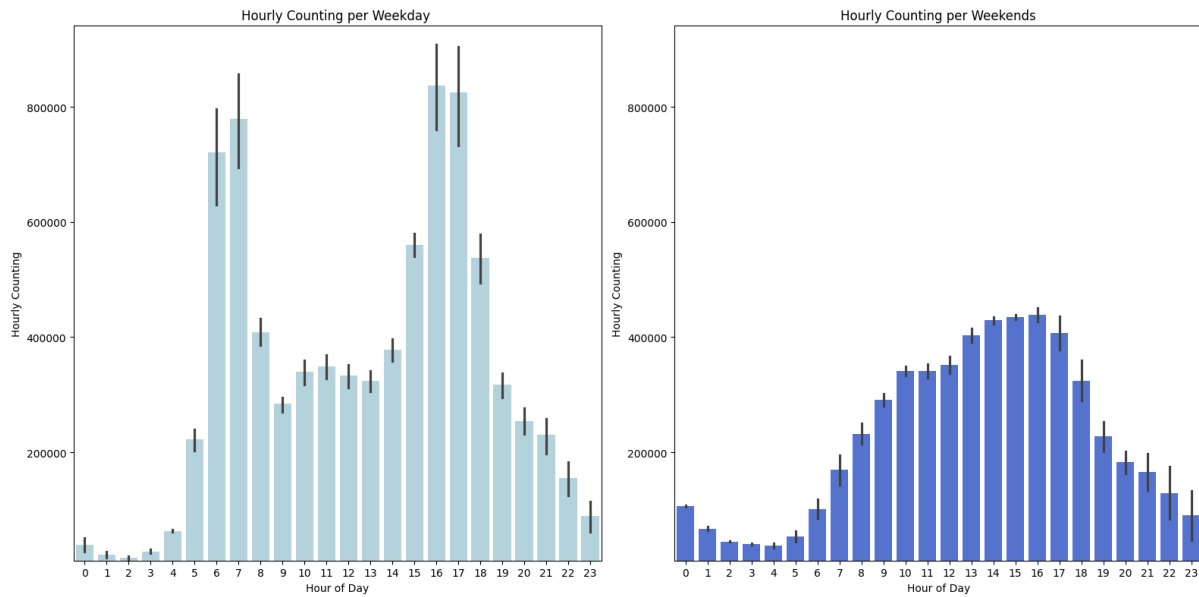 Hourly Counting per Weekday
Hourly Counting
800000
600000
400000
200000
0 1 2 3 4 5 6 7 8 9 10 11 12 13 14 15 16 17 18 19 20 21 22 23
Hour of Day
Hourly Counting per Weekends
Hourly Counting
800000
600000
400000
200000
0 1 2 3 4 5 6 7 8 9 10 11 12 13 14 15 16 17 18 19 20 21 22 23
Hour of Day